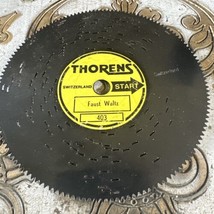 THORENS
SWITZERLAND START
Faust Waltz
403